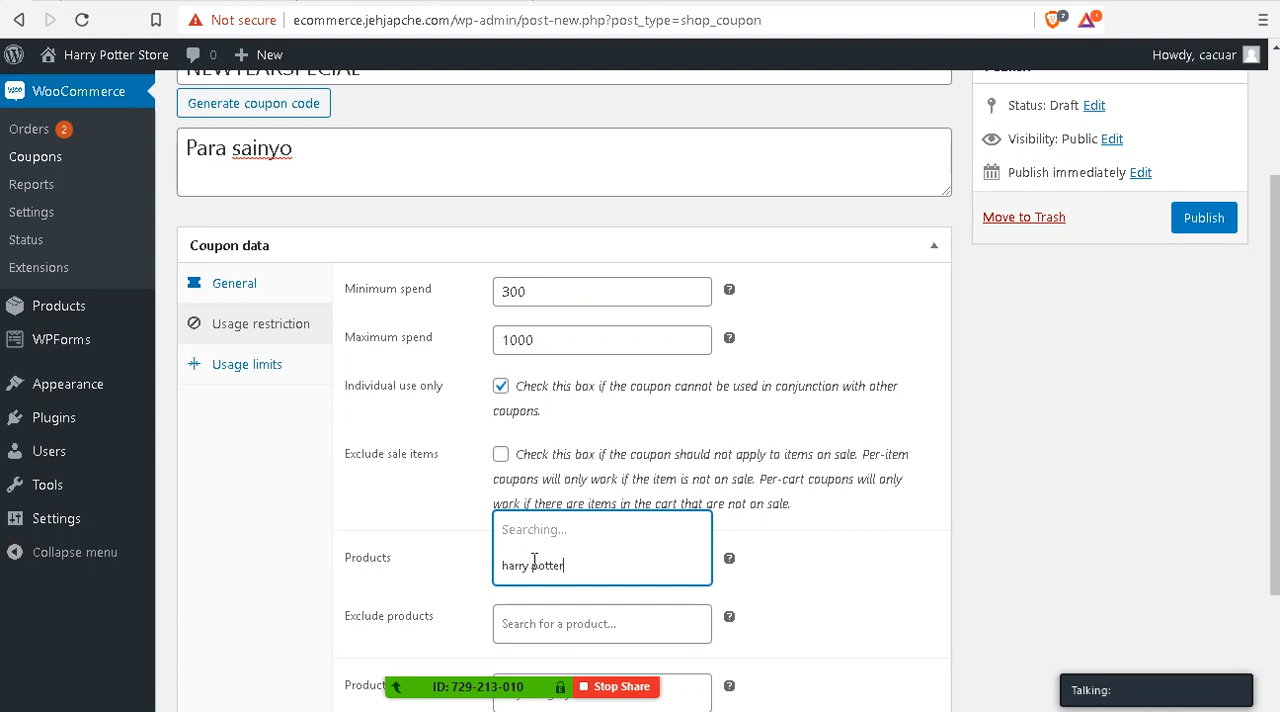 Not secure ecommerce.jehjapche.com/wp-admin/post-new.php?post_type=shop_coupon 2 1
Harry Potter Store 0 New Howdy, cacuar
NEWYEARSPECIAL
WooCommerce
Generate coupon code
Orders 2
Coupons
Reports
Settings
Status
Extensions
Products
WPForms
Appearance
Plugins
Users
Tools
Settings
Collapse menu
Para sainyo
Coupon data
General
Usage restriction
Usage limits
Minimum spend 300
Maximum spend 1000
Individual use only Check this box if the coupon cannot be used in conjunction with other
coupons.
Exclude sale items Check this box if the coupon should not apply to items on sale. Per-item
coupons will only work if the item is not on sale. Per-cart coupons will only
work if there are items in the cart that are not on sale.
Searching...
Products harry potter
Exclude products Search for a product...
Publish
Status: Draft Edit
Visibility: Public Edit
Publish immediately Edit
Move to Trash Publish
ID: 729-213-010 Stop Share
Talking: